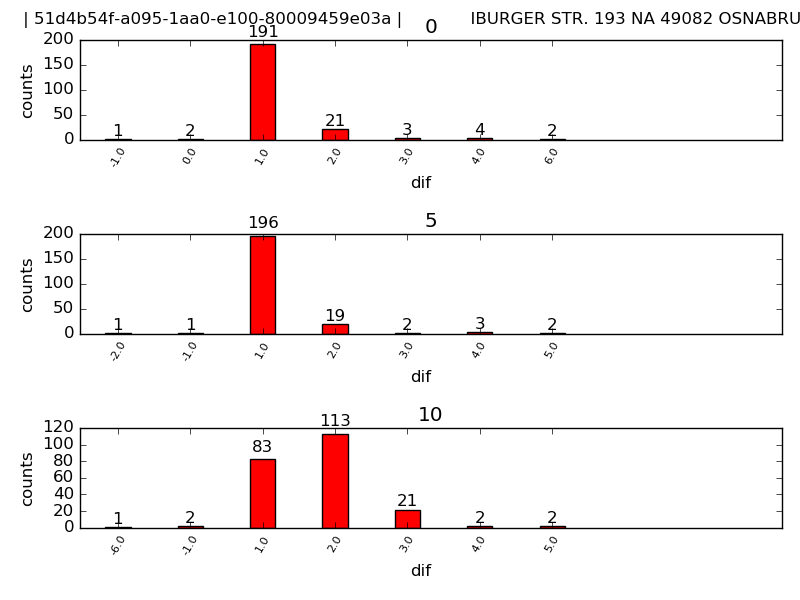 | 51d4b54f-a095-1aa0-e100-80009459e03a | IBURGER STR. 193 NA 49082 OSNABRU
0
200
150
100
50
0
counts
1 2 191 21 3 4 2
-1.0 0.0 1.0 2.0 3.0 4.0 6.0
dif
5
200
150
100
50
0
counts
1 1 196 19 2 3 2
-2.0 -1.0 1.0 2.0 3.0 4.0 5.0
dif
10
120
100
80
60
40
20
0
counts
1 2 83 113 21 2 2
-6.0 -1.0 1.0 2.0 3.0 4.0 5.0
dif